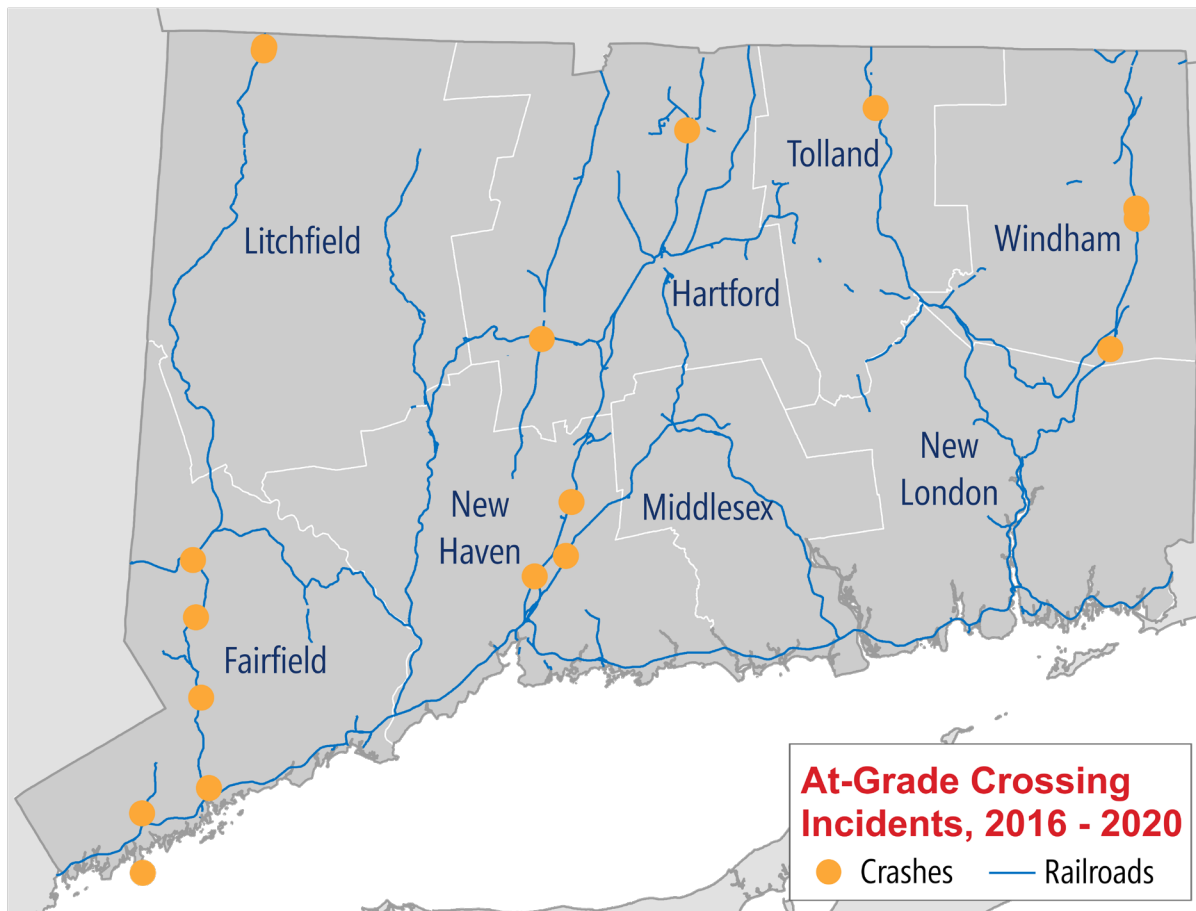 Tolland
Litchfield
Windham
Hartford
New
London
New
Haven
Middlesex
Fairfield
At-Grade Crossing
Incidents, 2016 - 2020
Crashes
Railroads